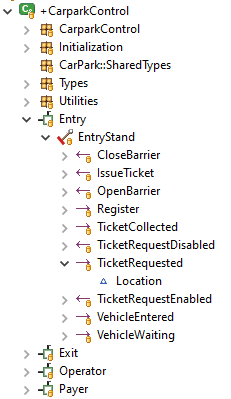 +CarparkControl
CarparkControl
Initialization
CarPark::SharedTypes
Types
Utilities
Entry
EntryStand
CloseBarrier
IssueTicket
OpenBarrier
Register
TicketCollected
TicketRequestDisabled
TicketRequested
Location
TicketRequestEnabled
VehicleEntered
VehicleWaiting
Exit
Operator
Payer